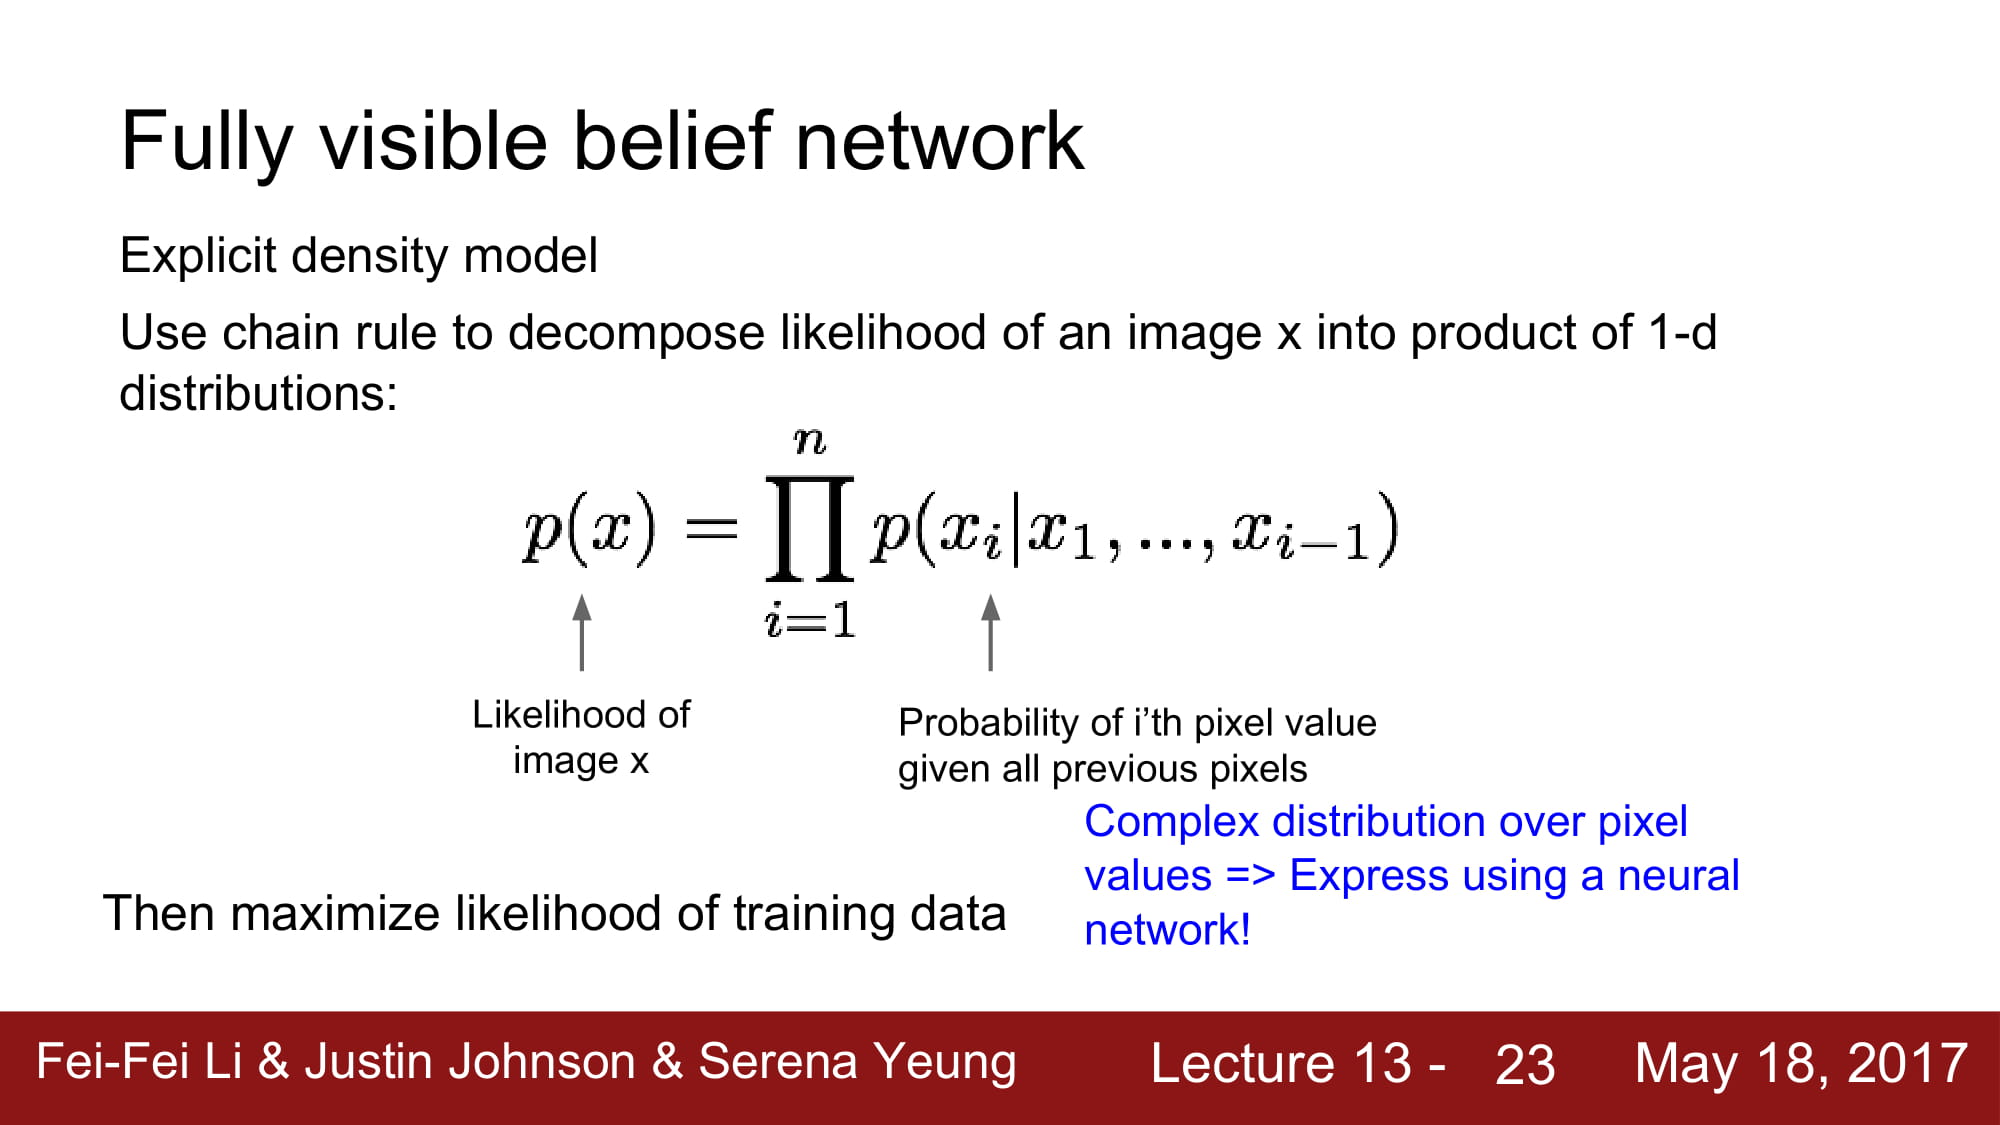 Fully visible belief network
Explicit density model
Use chain rule to decompose likelihood of an image x into product of 1-d
distributions:
p(x) = ∏_{i=1}^{n} p(x_i|x_1, ..., x_{i-1})
Likelihood of
image x
Probability of i’th pixel value
given all previous pixels
Complex distribution over pixel
values => Express using a neural
network!
Then maximize likelihood of training data
Fei-Fei Li & Justin Johnson & Serena Yeung Lecture 13 - 23 May 18, 2017